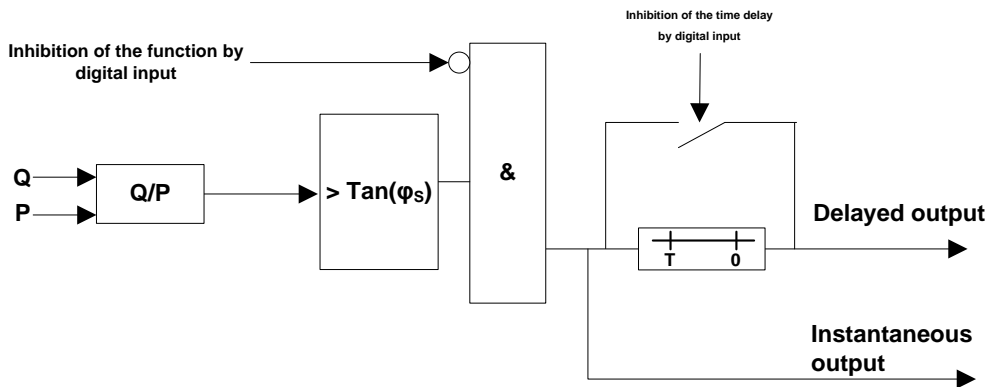 Inhibition of the time delay
by digital input
Inhibition of the function by
digital input
Q
P
Q/P
> Tan(φS)
&
T
0
Delayed output
Instantaneous
output